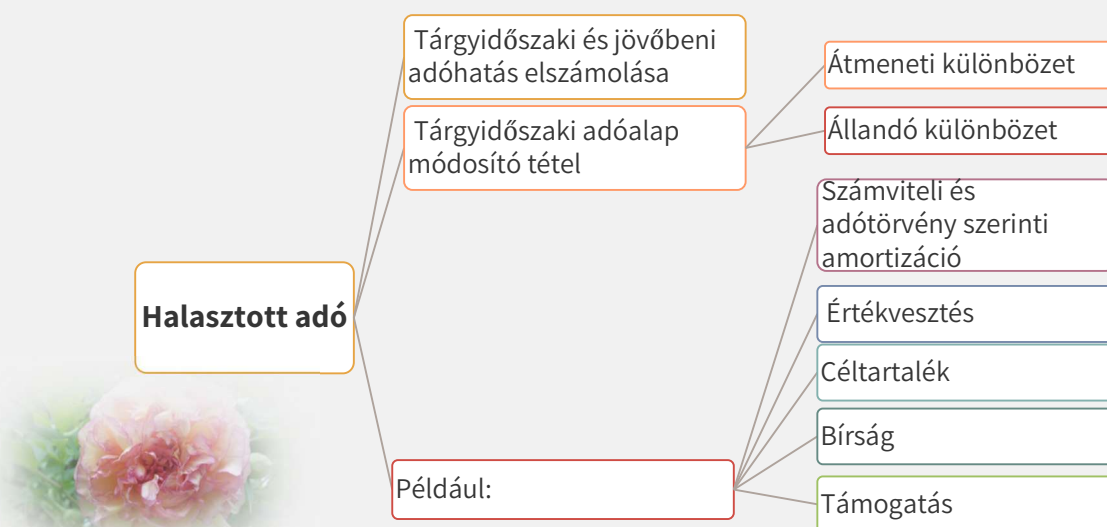 Halasztott adó
Tárgyidőszaki és jövőbeni
adóhatás elszámolása
Tárgyidőszaki adóalap
módosító tétel
Átmeneti különbözet
Állandó különbözet
Például:
Számviteli és
adótörvény szerinti
amortizáció
Értékvesztés
Céltartalék
Bírság
Támogatás